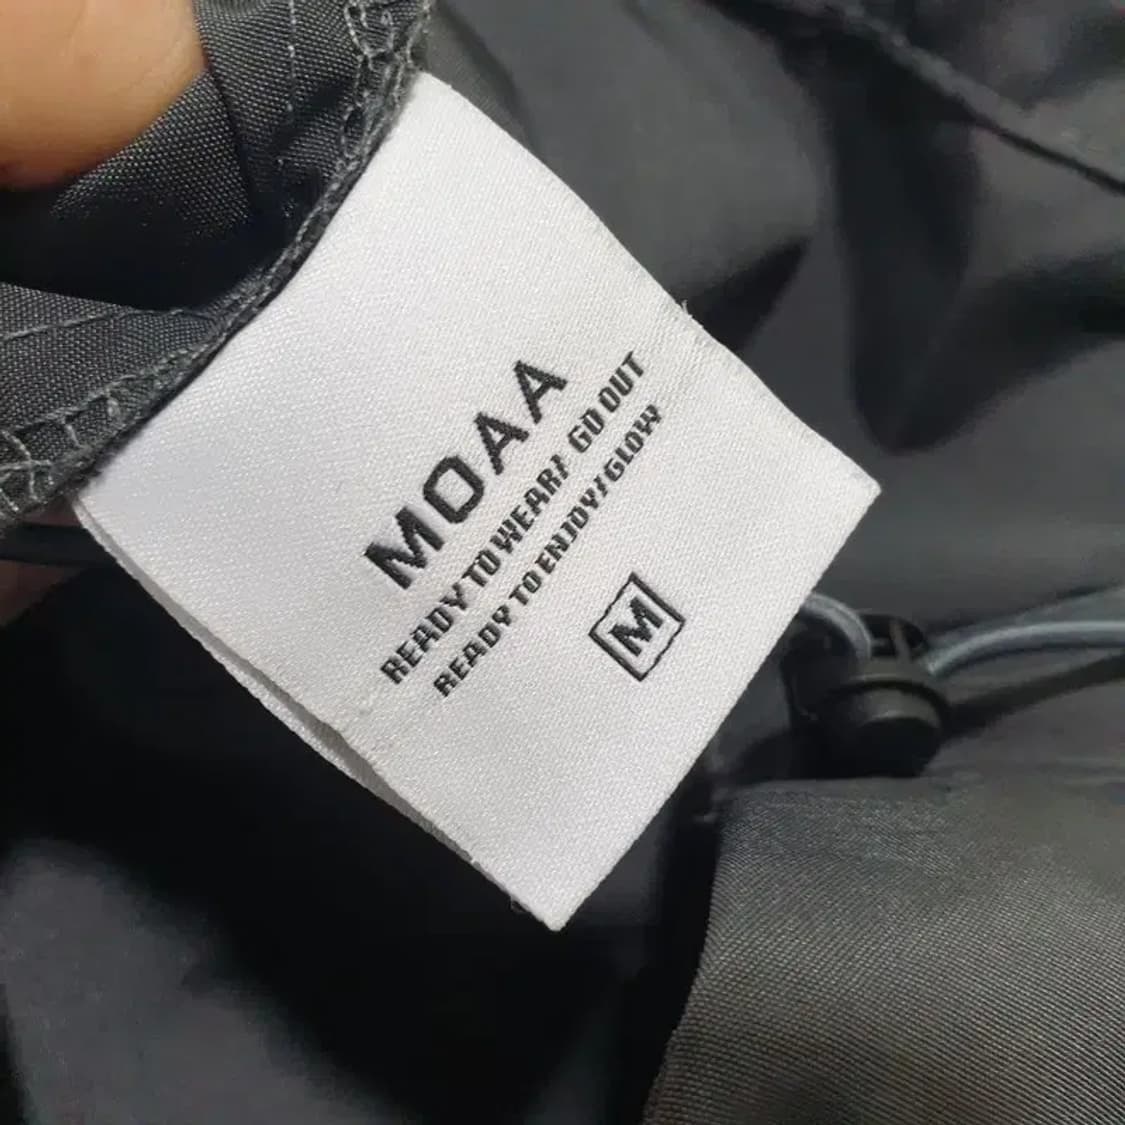 MOAA
READY TO WEAR/ GO OUT
READY TO ENJOY/GLOW
M